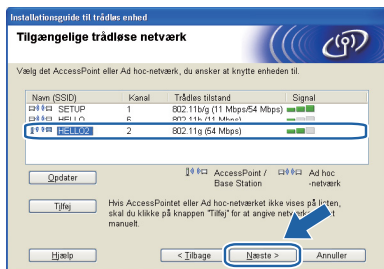 Installationsguide til trådløs enhed
Tilgængelige trådløse netværk
Vælg det AccessPoint eller Ad hoc-netværk, du ønsker at knytte enheden til.
Navn (SSID) Kanal Trådløs tilstand Signal
SETUP 1 802.11b/g (11 Mbps/54 Mbps)
HELLO 6 802.11b (11 Mbps)
HELLO2 2 802.11g (54 Mbps)
Opdater
AccessPoint / Base Station
Ad hoc -netværk
Tilføj
Hvis AccessPointet eller Ad hoc-netværket ikke vises på listen,
skal du klikke på knappen "Tilføj" for at angive
manuelt.
Hjælp < Tilbage Næste > Annuller